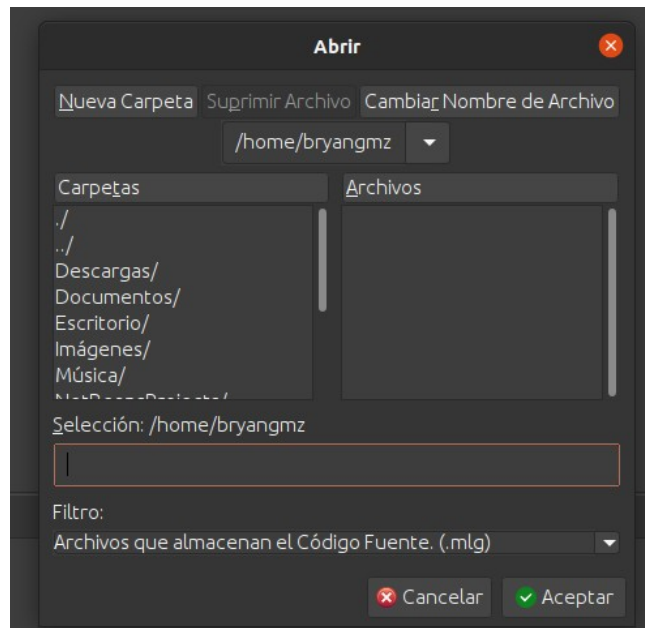 Abrir
Nueva Carpeta Suprimir Archivo Cambiar Nombre de Archivo
/home/bryangmz
Carpetas Archivos
./
../
Descargas/
Documentos/
Escritorio/
Imágenes/
Música/
Selección: /home/bryangmz
Filtro:
Archivos que almacenan el Código Fuente. (.mlg)
Cancelar Aceptar